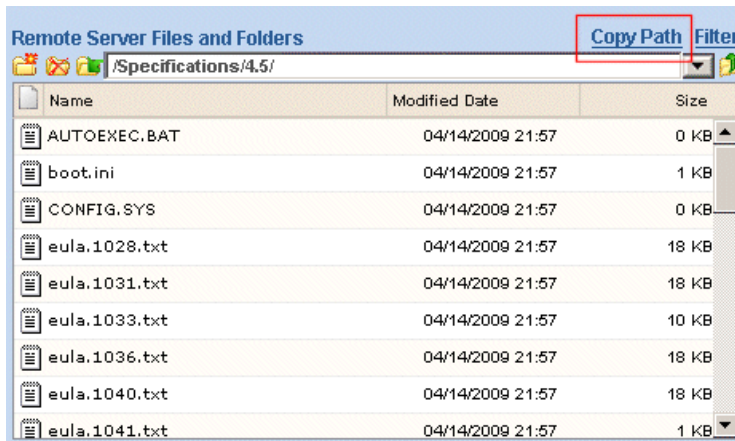 Remote Server Files and Folders Copy Path Filter
/Specifications/4.5/
Name Modified Date Size
AUTOEXEC.BAT 04/14/2009 21:57 0 KB
boot.ini 04/14/2009 21:57 1 KB
CONFIG.SYS 04/14/2009 21:57 0 KB
eula.1028.txt 04/14/2009 21:57 18 KB
eula.1031.txt 04/14/2009 21:57 18 KB
eula.1033.txt 04/14/2009 21:57 10 KB
eula.1036.txt 04/14/2009 21:57 18 KB
eula.1040.txt 04/14/2009 21:57 18 KB
eula.1041.txt 04/14/2009 21:57 1 KB